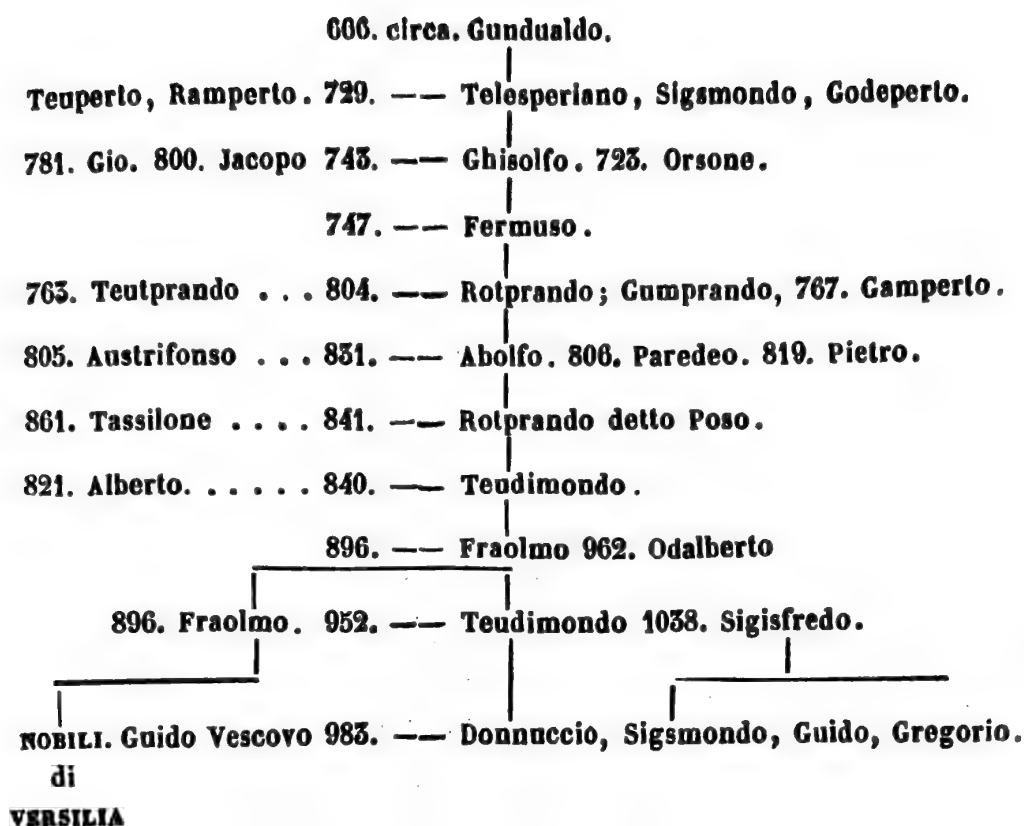 606. circa. Gundualdo.
Teuperto, Ramperto. 729. —— Telesperiano, Sigsmondo, Godeperto.
781. Gio. 800. Jacopo 743. —— Ghisolfo. 723. Orsone.
747. —— Fermuso.
763. Teutprando . . . 804. —— Rotprando; Gumprando, 767. Gamperto.
805. Austrifonso . . . 831. —— Abolfo. 806. Paredeo. 819. Pietro.
861. Tassilone . . . . 841. —— Rotprando detto Poso.
821. Alberto. . . . . . 840. —— Teudimondo.
896. —— Fraolmo 962. Odalberto
896. Fraolmo. 952. —— Teudimondo 1038. Sigisfredo.
NOBILI. Guido Vescovo 983. —— Donnuccio, Sigsmondo, Guido, Gregorio.
di
VERSILIA